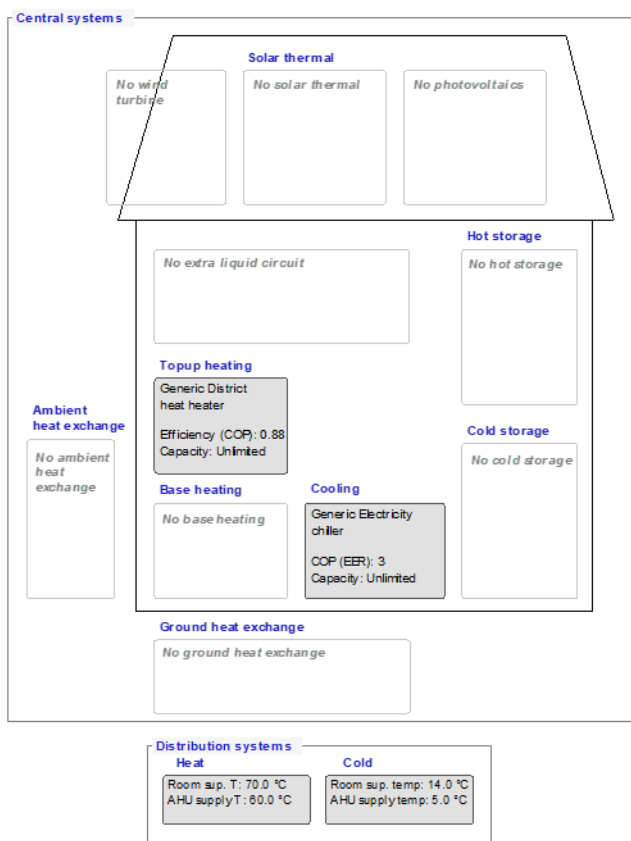 Central systems
Solar thermal
No wind
turbine
No solar thermal
No photovoltaics
Hot storage
No extra liquid circuit
No hot storage
Topup heating
Generic District
heat heater
Efficiency (COP): 0.88
Capacity: Unlimited
Ambient
heat exchange
No ambient
heat
exchange
Cold storage
No cold storage
Base heating
Cooling
No base heating
Generic Electricity
chiller
COP (EER): 3
Capacity: Unlimited
Ground heat exchange
No ground heat exchange
Distribution systems
Heat
Cold
Room sup. T: 70.0 °C
AHU supply T: 60.0 °C
Room sup. temp: 14.0 °C
AHU supply temp: 5.0 °C